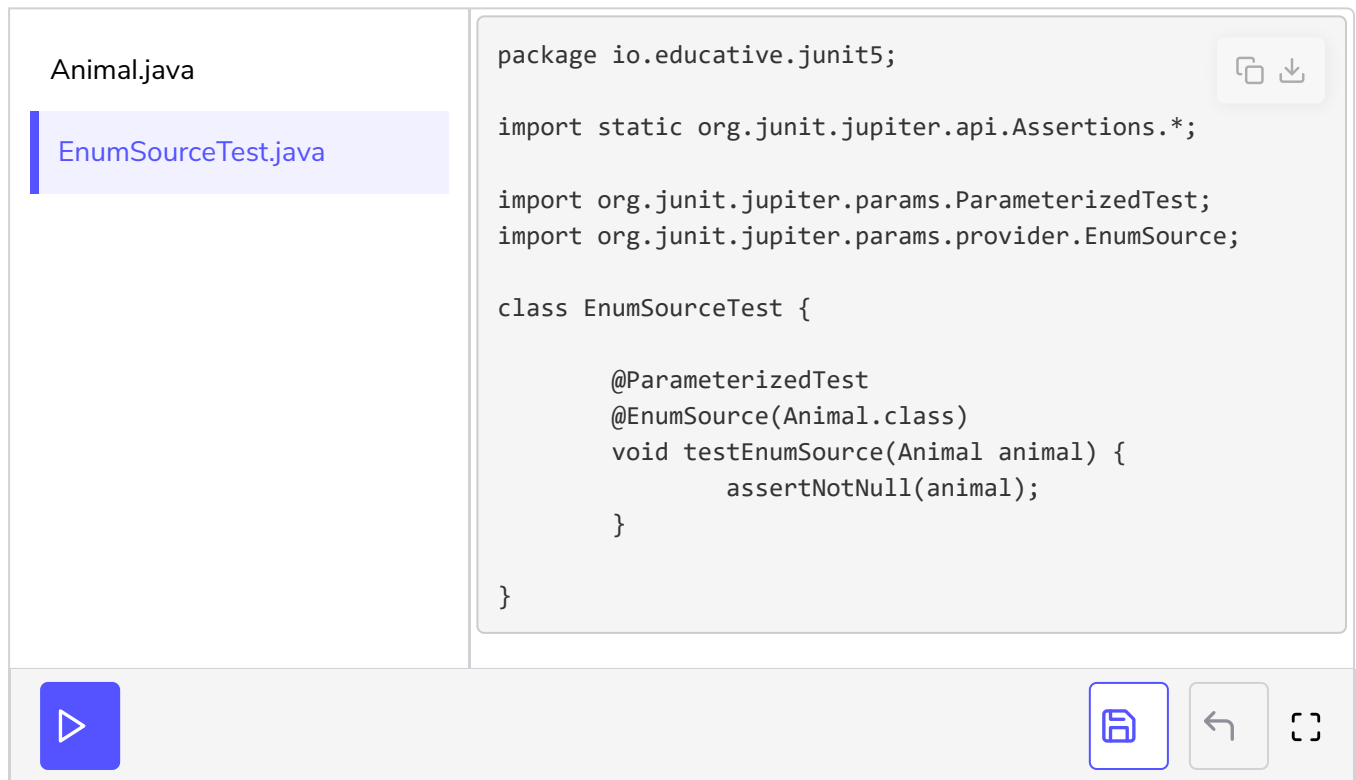 Animal.java
EnumSourceTest.java
package io.educative.junit5;
import static org.junit.jupiter.api.Assertions.*;
import org.junit.jupiter.params.ParameterizedTest;
import org.junit.jupiter.params.provider.EnumSource;
class EnumSourceTest {
@ParameterizedTest
@EnumSource(Animal.class)
void testEnumSource(Animal animal) {
assertNotNull(animal);
}
}